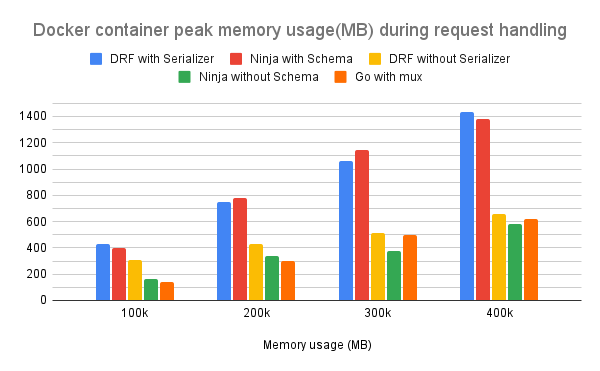 Docker container peak memory usage(MB) during request handling
DRF with Serializer Ninja with Schema DRF without Serializer
Ninja without Schema Go with mux
1400
1200
1000
800
600
400
200
0
100k 200k 300k 400k
Memory usage (MB)